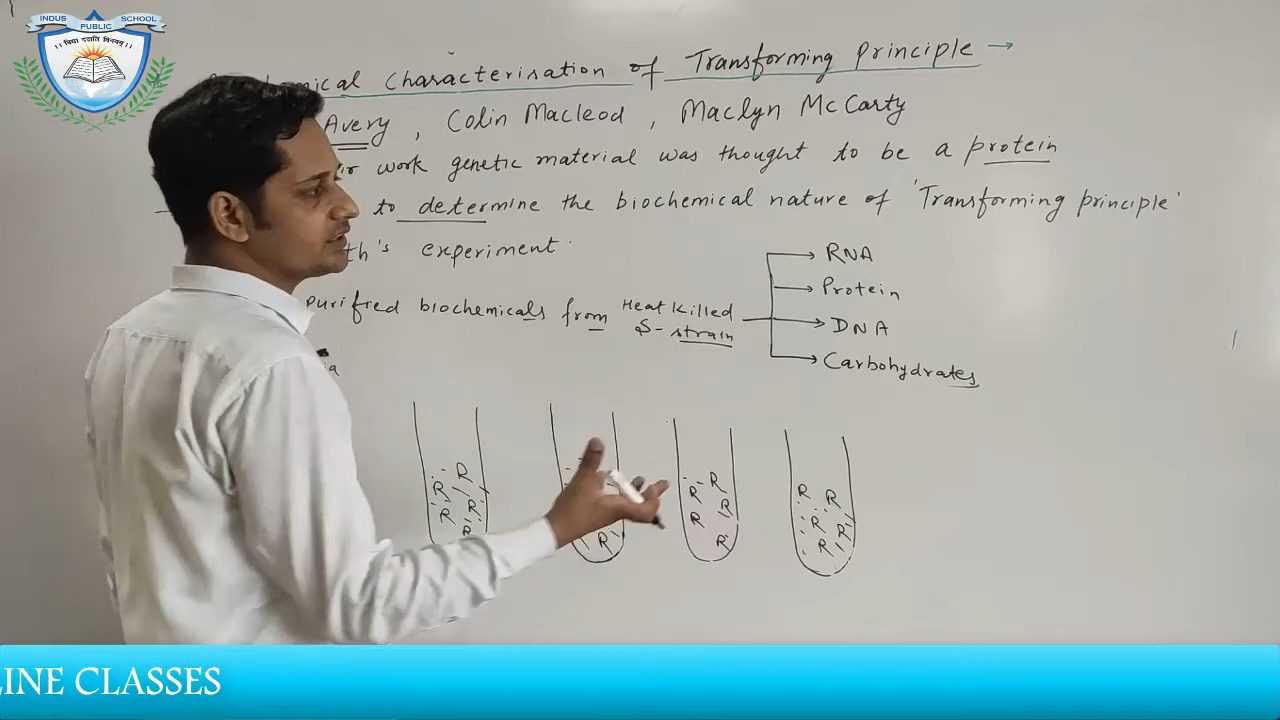 INDUS PUBLIC SCHOOL
।। विद्या ददाति विनयम् ।।
Characterisation of Transforming Principle →
Avery , Colin Macleod , Maclyn McCarty
work genetic material was thought to be a protein
to determine the biochemical nature of 'Transforming principle'
experiment
Purified biochemicals from Heat Killed
S-strain
RNA
Protein
DNA
Carbohydrates
R R R R R
R
R R R R R
R R R R R
LINE CLASSES